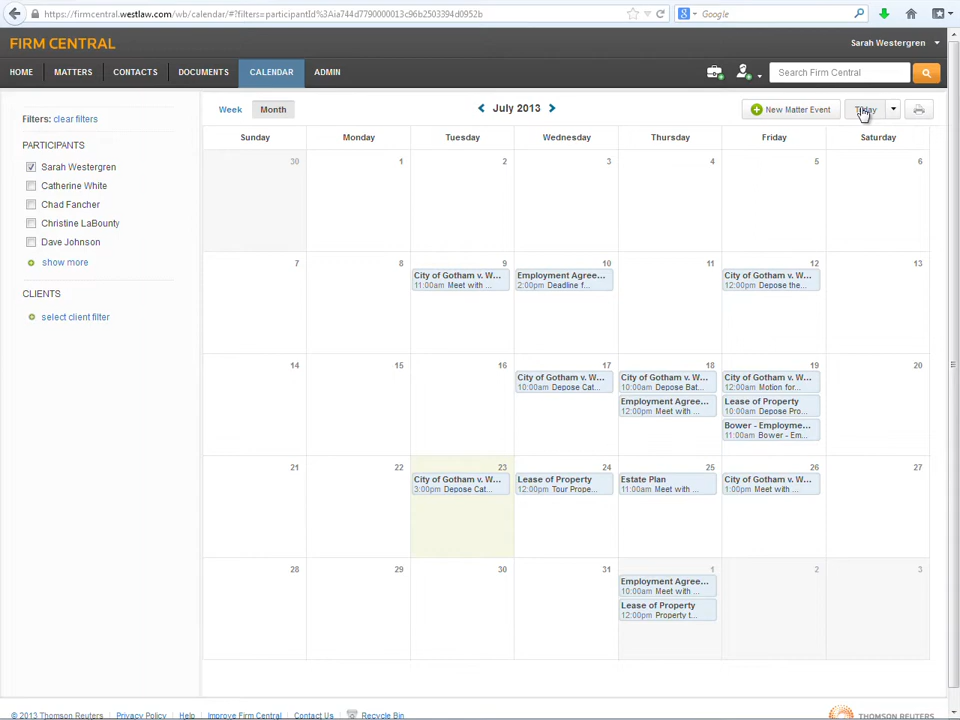 https://firmcentral.westlaw.com/wb/calendar/#?filters=participantId%3Aia744d7790000013c96b2503394d0952b
Google
FIRM CENTRAL
Sarah Westergren
HOME MATTERS CONTACTS DOCUMENTS CALENDAR ADMIN
Search Firm Central
Filters: clear filters
Week Month
July 2013
New Matter Event
Today
PARTICIPANTS
Sarah Westergren
Catherine White
Chad Fancher
Christine LaBounty
Dave Johnson
show more
CLIENTS
select client filter
Sunday Monday Tuesday Wednesday Thursday Friday Saturday
30 1 2 3 4 5 6
7 8 9 10 11 12 13
City of Gotham v. W... Employment Agree... City of Gotham v. W...
11:00am Meet with ... 2:00pm Deadline f... 12:00pm Depose the...
14 15 16 17 18 19 20
City of Gotham v. W... City of Gotham v. W... City of Gotham v. W...
10:00am Depose Cat... 10:00am Depose Bat... 12:00am Motion for...
Employment Agree... Lease of Property
12:00pm Meet with ... 10:00am Depose Pro...
Bower - Employme...
11:00am Bower - Em...
21 22 23 24 25 26 27
City of Gotham v. W... Lease of Property Estate Plan City of Gotham v. W...
3:00pm Depose Cat... 12:00pm Tour Prope... 11:00am Meet with ... 1:00pm Meet with ...
28 29 30 31 1 2 3
Employment Agree...
10:00am Meet with ...
Lease of Property
12:00pm Property t...
© 2013 Thomson Reuters Privacy Policy Help Improve Firm Central Contact Us Recycle Bin
THOMSON REUTERS